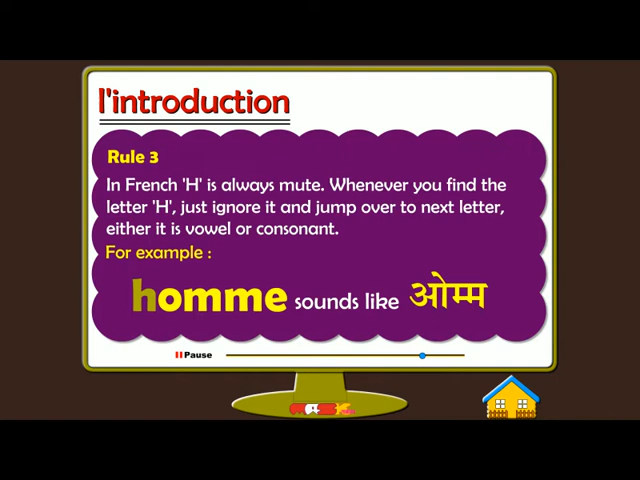 l'introduction
Rule 3
In French 'H' is always mute. Whenever you find the
letter 'H', just ignore it and jump over to next letter,
either it is vowel or consonant.
For example :
homme sounds like ओम्म
Pause